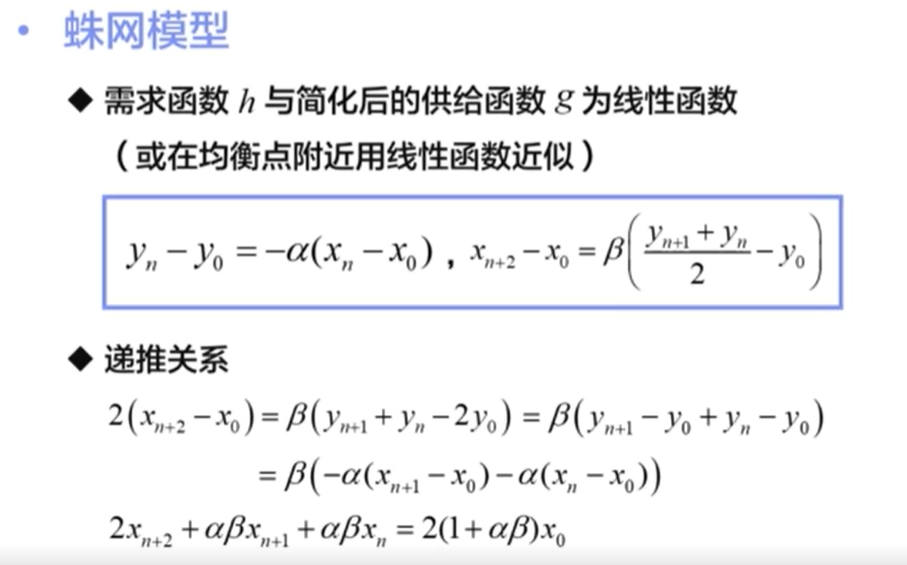 • 蛛网模型
◆ 需求函数 h 与简化后的供给函数 g 为线性函数
（或在均衡点附近用线性函数近似）
$y_n - y_0 = -\alpha(x_n - x_0)$ ，$x_{n+2} - x_0 = \beta\left(\frac{y_{n+1} + y_n}{2} - y_0\right)$
◆ 递推关系
$2(x_{n+2} - x_0) = \beta(y_{n+1} + y_n - 2y_0) = \beta(y_{n+1} - y_0 + y_n - y_0)$
$= \beta(-\alpha(x_{n+1} - x_0) - \alpha(x_n - x_0))$
$2x_{n+2} + \alpha\beta x_{n+1} + \alpha\beta x_n = 2(1 + \alpha\beta)x_0$